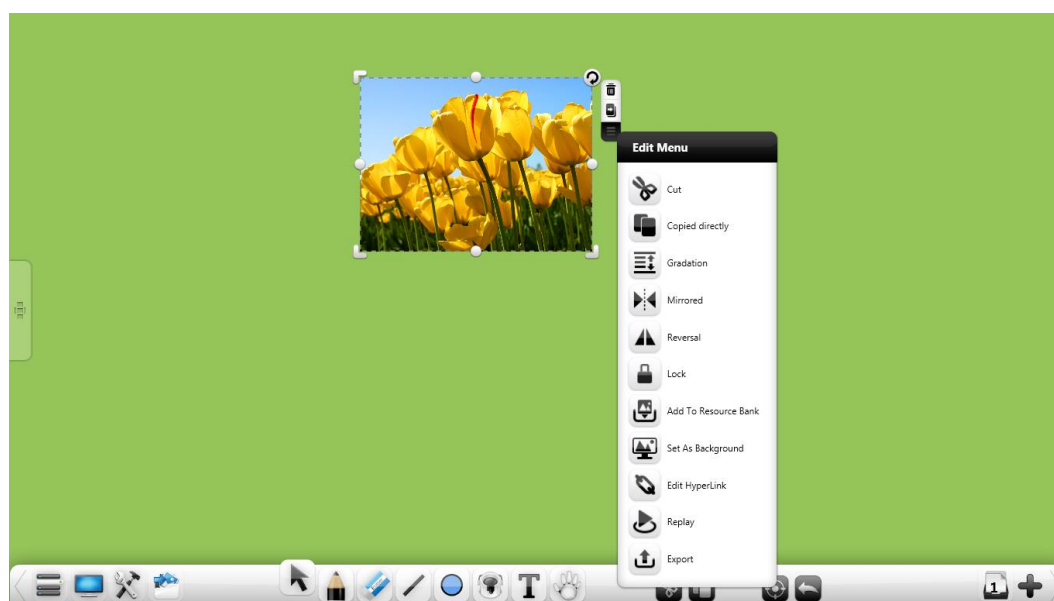 Edit Menu
Cut
Copied directly
Gradation
Mirrored
Reversal
Lock
Add To Resource Bank
Set As Background
Edit HyperLink
Replay
Export
T
1